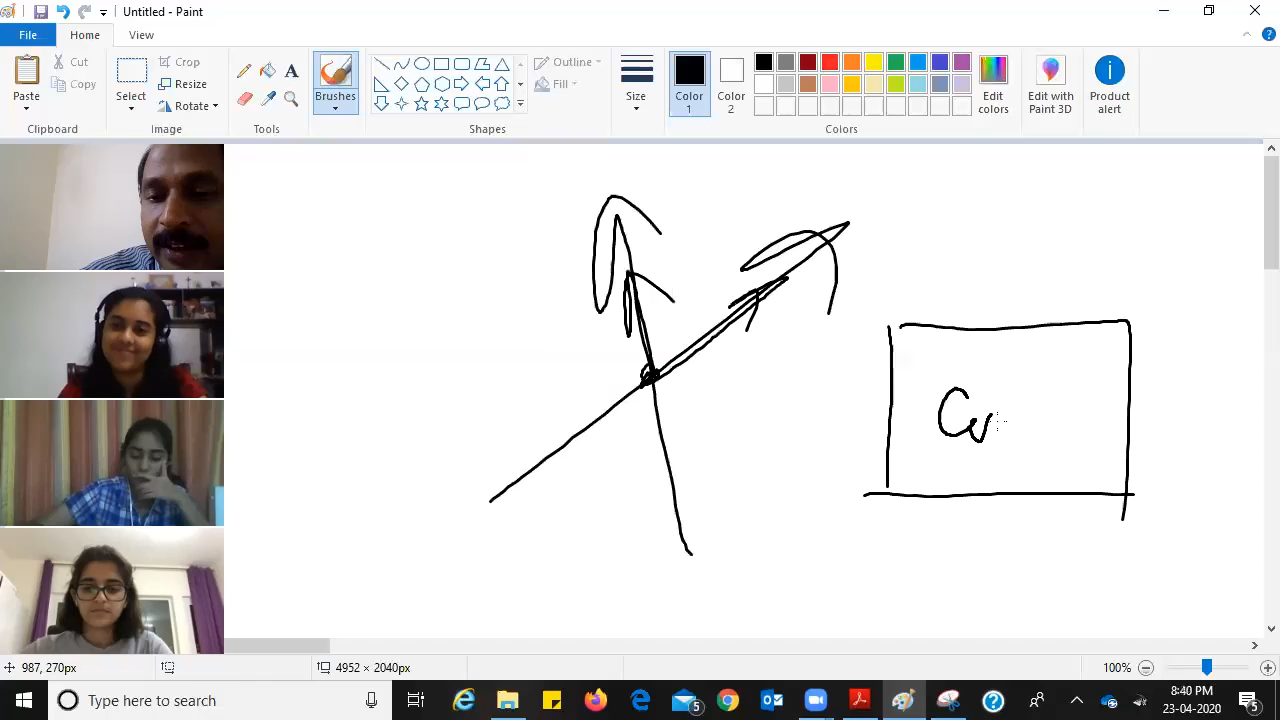 Untitled - Paint
File
Home
View
Paste
Cut
Copy
Clipboard
Select
Crop
Resize
Rotate
Image
Tools
Brushes
Shapes
Outline
Fill
Size
Color 1
Color 2
Edit colors
Colors
Edit with Paint 3D
Product alert
987, 270px
4952 × 2040px
100%
Type here to search
5
8:40 PM
23-04-2020
5